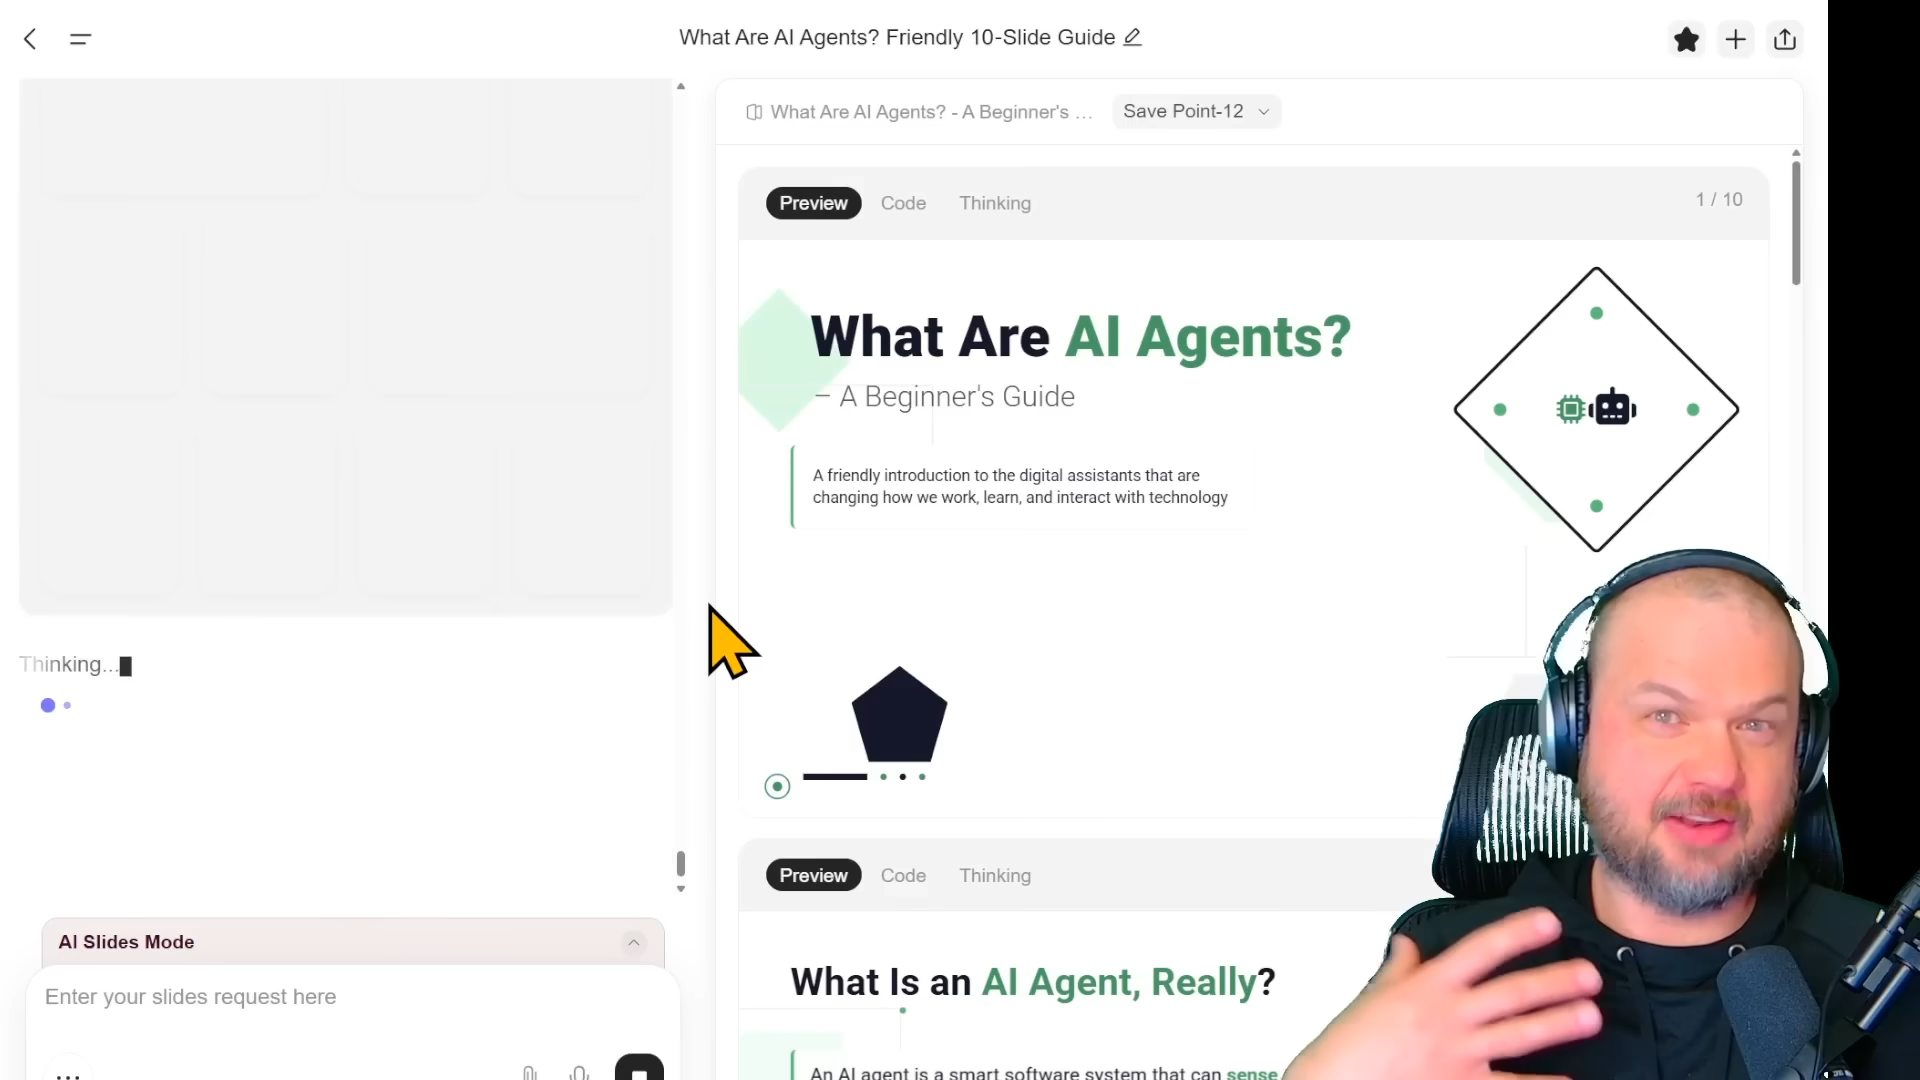 What Are AI Agents? Friendly 10-Slide Guide
What Are AI Agents? - A Beginner's ...
Save Point-12
Preview
Code
Thinking
1 / 10
What Are AI Agents?
– A Beginner's Guide
A friendly introduction to the digital assistants that are
changing how we work, learn, and interact with technology
Thinking...
Preview
Code
Thinking
AI Slides Mode
Enter your slides request here
What Is an AI Agent, Really?
An AI agent is a smart software system that can sense